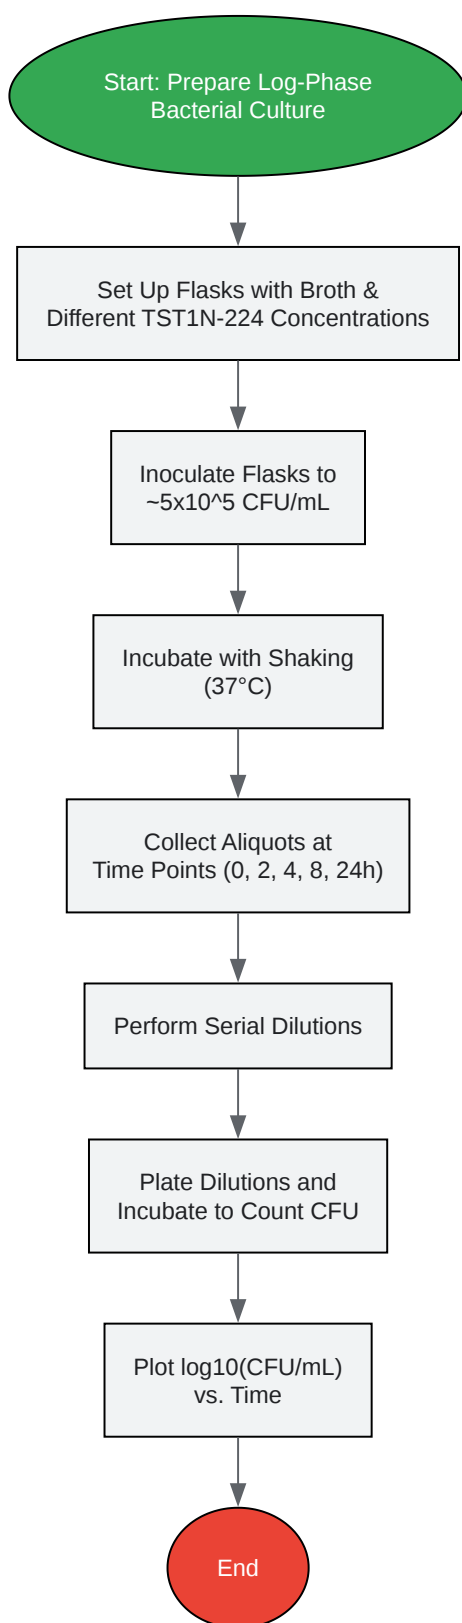 Start: Prepare Log-Phase
Bacterial Culture
Set Up Flasks with Broth &
Different TST1N-224 Concentrations
Inoculate Flasks to
~5x10^5 CFU/mL
Incubate with Shaking
(37°C)
Collect Aliquots at
Time Points (0, 2, 4, 8, 24h)
Perform Serial Dilutions
Plate Dilutions and
Incubate to Count CFU
Plot log10(CFU/mL)
vs. Time
End